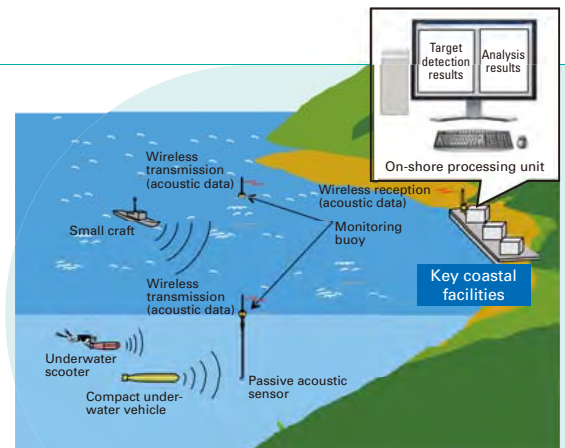 Target
detection
results
Analysis
results
On-shore processing unit
Wireless
transmission
(acoustic data)
Wireless reception
(acoustic data)
Small craft
Monitoring
buoy
Key coastal
facilities
Wireless
transmission
(acoustic data)
Underwater
scooter
Compact under-
water vehicle
Passive acoustic
sensor